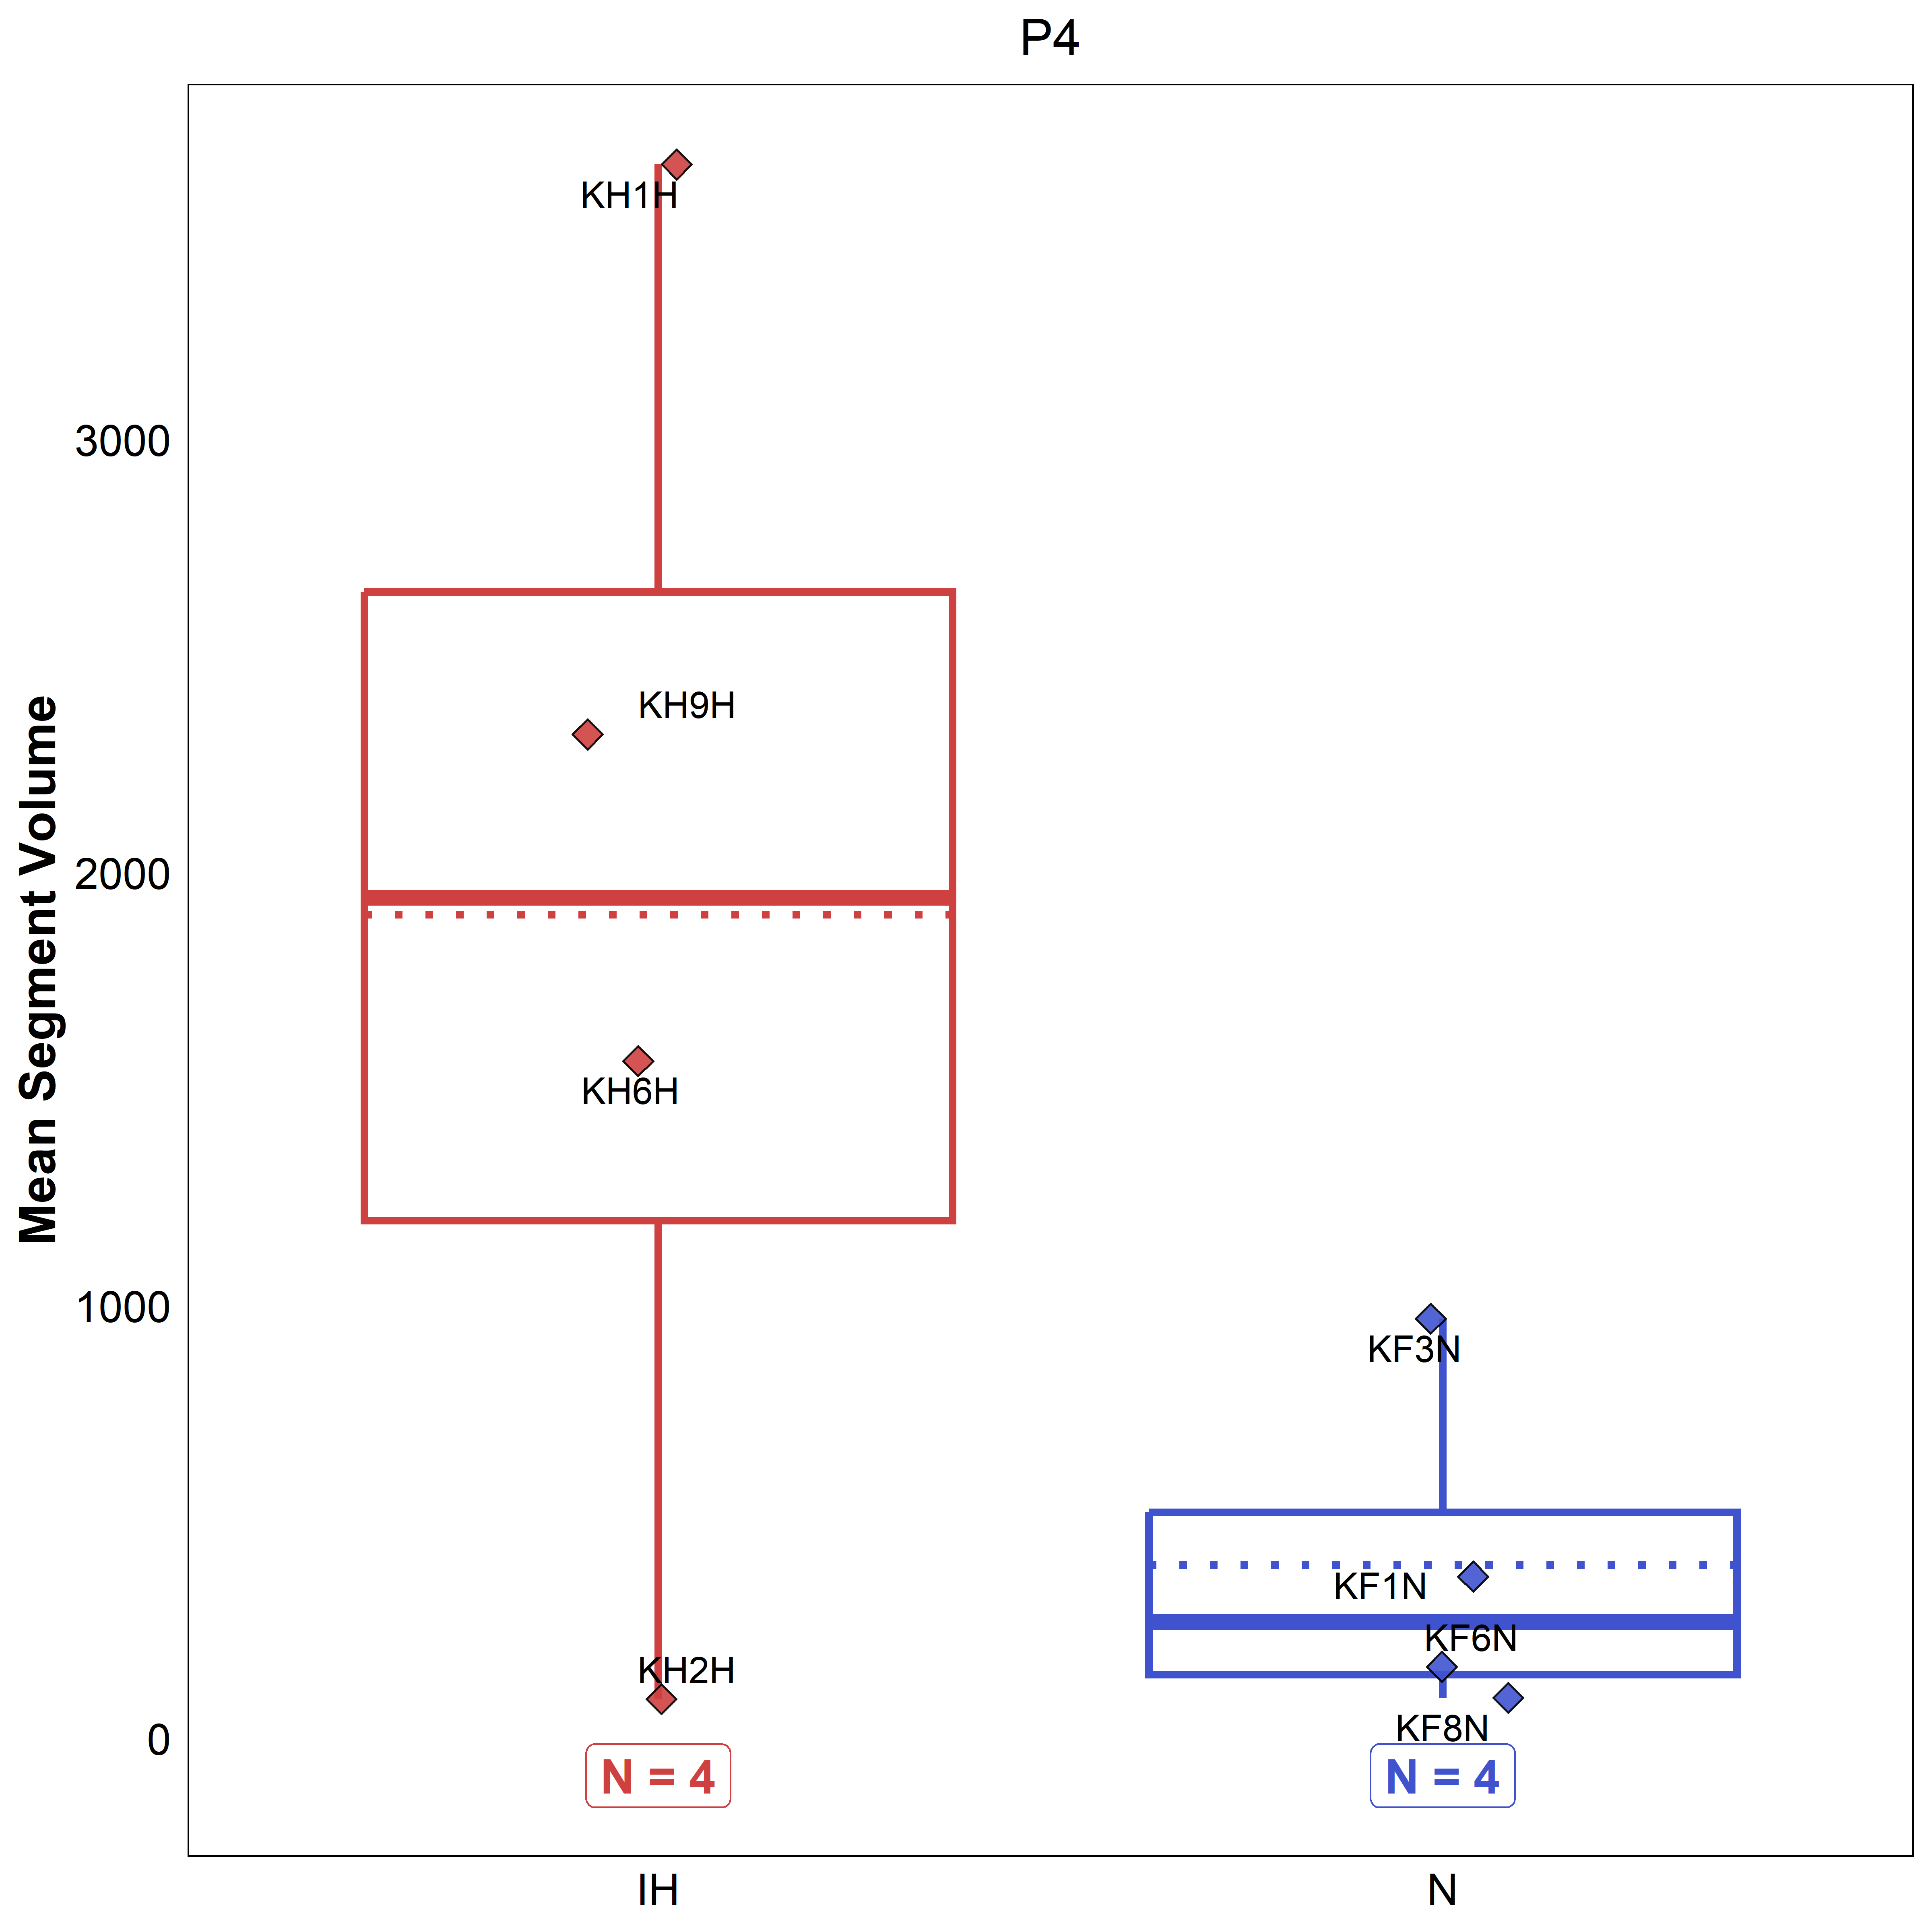 P4
Mean Segment Volume
3000
2000
1000
0
KH1H
KH9H
KH6H
KH2H
N = 4
KF3N
KF1N
KF6N
KF8N
N = 4
IH
N